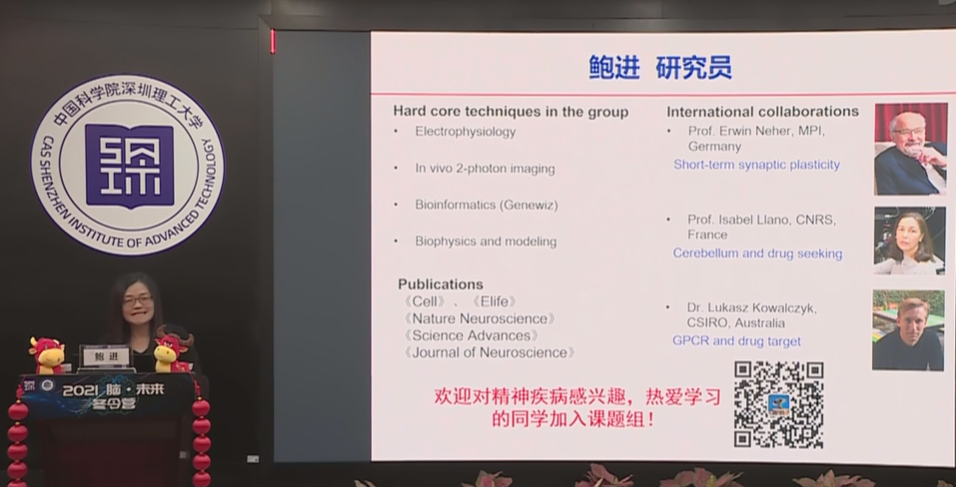 中国科学院深圳理工大学
CAS SHENZHEN INSTITUTE OF ADVANCED TECHNOLOGY
鲍进
2021 脑·未来
冬令营
鲍进 研究员
Hard core techniques in the group
• Electrophysiology
• In vivo 2-photon imaging
• Bioinformatics (Genewiz)
• Biophysics and modeling
Publications
《Cell》、《Elife》
《Nature Neuroscience》
《Science Advances》
《Journal of Neuroscience》
International collaborations
• Prof. Erwin Neher, MPI,
Germany
Short-term synaptic plasticity
• Prof. Isabel Llano, CNRS,
France
Cerebellum and drug seeking
• Dr. Lukasz Kowalczyk,
CSIRO, Australia
GPCR and drug target
欢迎对精神疾病感兴趣，热爱学习
的同学加入课题组！